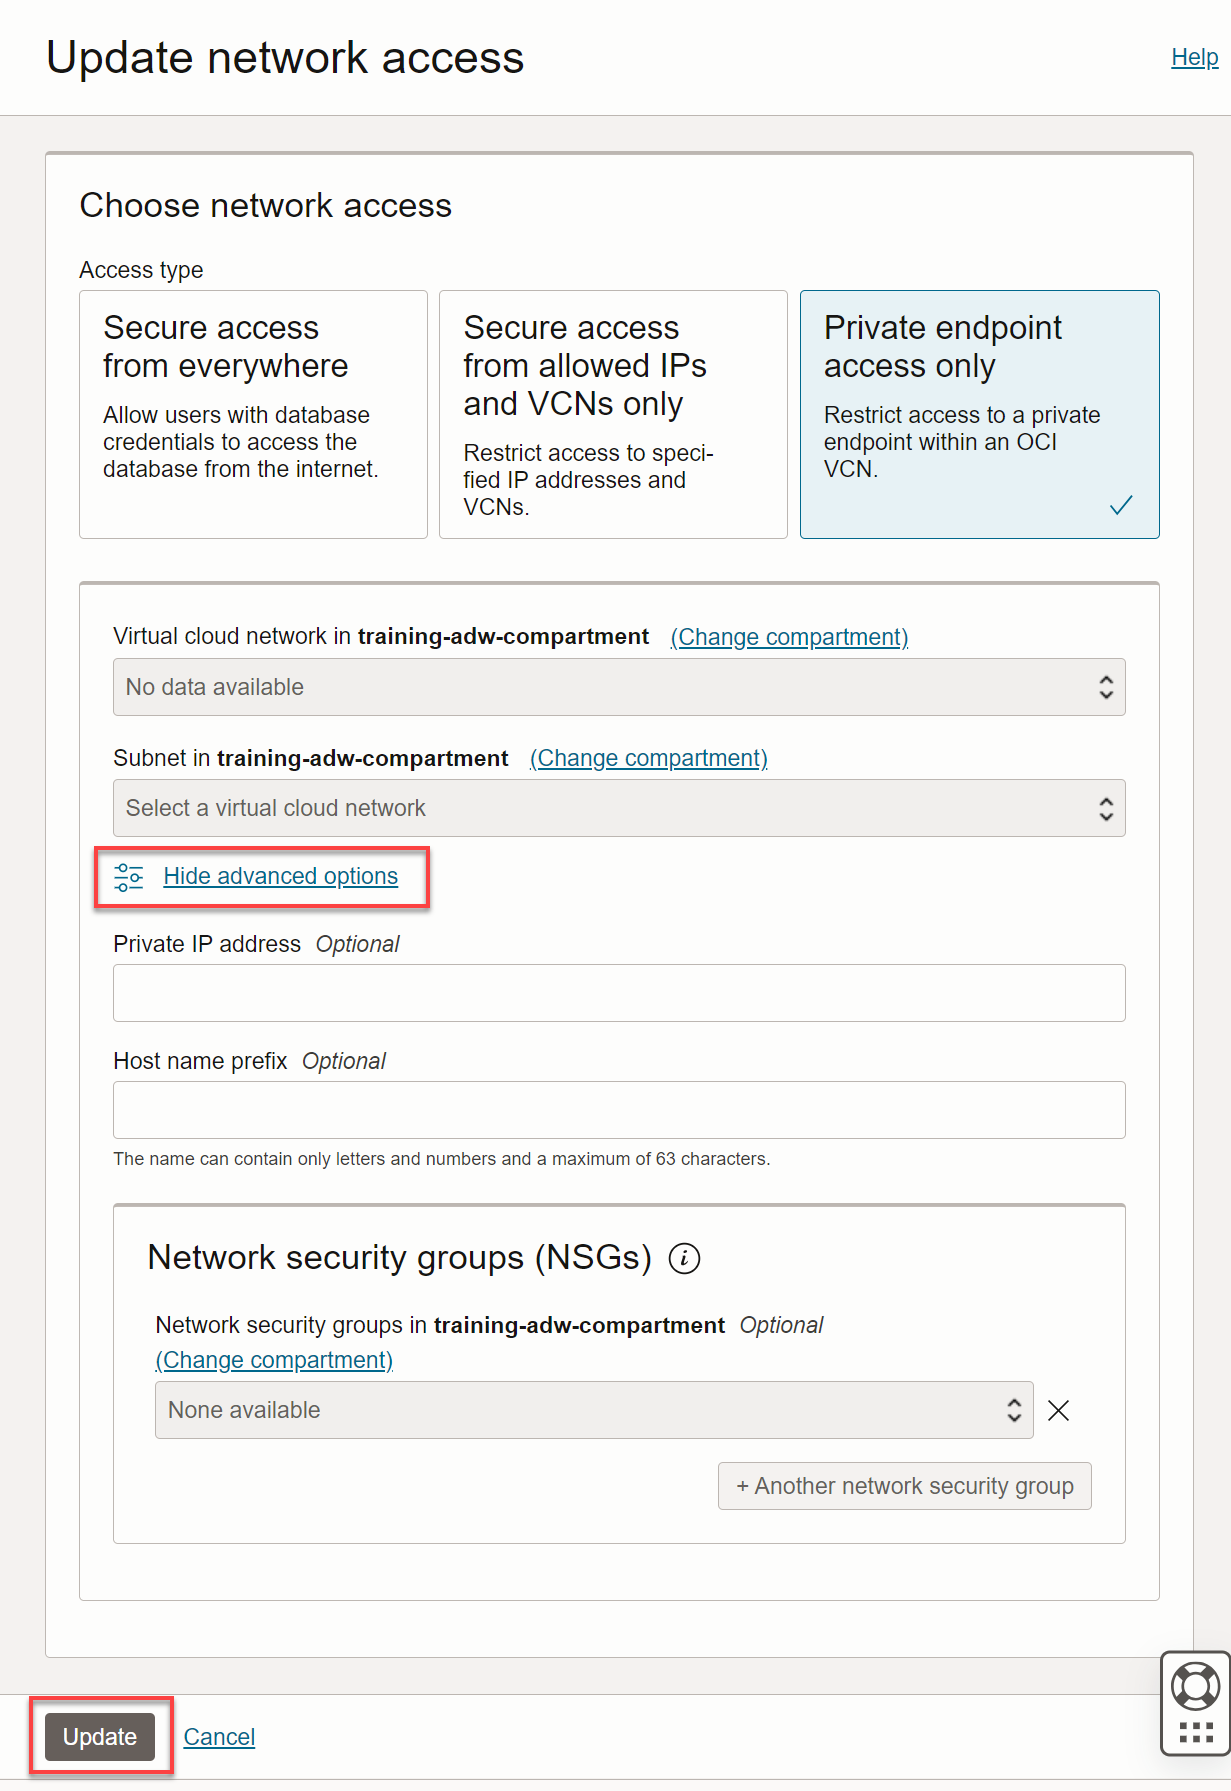 Update network access
Help
Choose network access
Access type
Secure access
from everywhere
Allow users with database
credentials to access the
database from the internet.
Secure access
from allowed IPs
and VCNs only
Restrict access to speci-
fied IP addresses and
VCNs.
Private endpoint
access only
Restrict access to a private
endpoint within an OCI
VCN.
Virtual cloud network in training-adw-compartment (Change compartment)
No data available
Subnet in training-adw-compartment (Change compartment)
Select a virtual cloud network
Hide advanced options
Private IP address Optional
Host name prefix Optional
The name can contain only letters and numbers and a maximum of 63 characters.
Network security groups (NSGs) i
Network security groups in training-adw-compartment Optional
(Change compartment)
None available
+ Another network security group
Update
Cancel